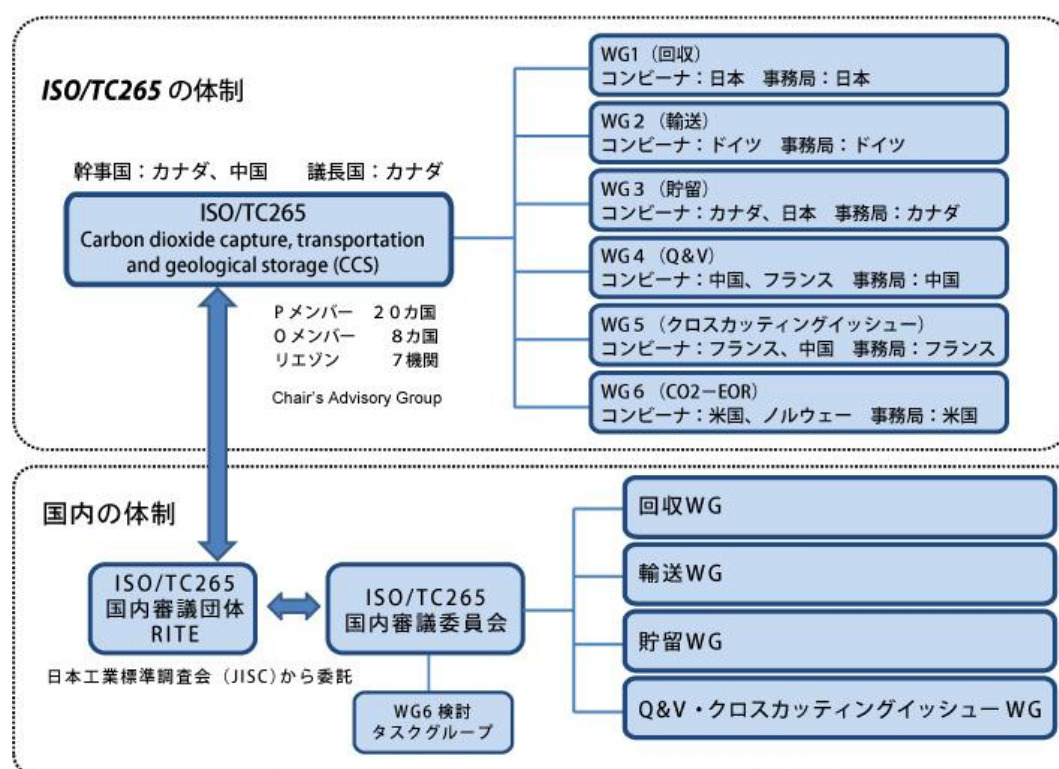 ISO/TC265 の体制
幹事国：カナダ、中国　議長国：カナダ
ISO/TC265
Carbon dioxide capture, transportation
and geological storage (CCS)
Pメンバー　２０カ国
Oメンバー　８カ国
リエゾン　７機関
Chair's Advisory Group
WG1（回収）
コンビーナ：日本　事務局：日本
WG２（輸送）
コンビーナ：ドイツ　事務局：ドイツ
WG３（貯留）
コンビーナ：カナダ、日本　事務局：カナダ
WG４（Q&V）
コンビーナ：中国、フランス　事務局：中国
WG５（クロスカッティングイッシュー）
コンビーナ：フランス、中国　事務局：フランス
WG６（CO2－EOR）
コンビーナ：米国、ノルウェー　事務局：米国
国内の体制
ISO/TC265
国内審議団体
RITE
日本工業標準調査会（JISC)から委託
ISO/TC265
国内審議委員会
WG6 検討
タスクグループ
回収WG
輸送WG
貯留WG
Q&V・クロスカッティングイッシューWG